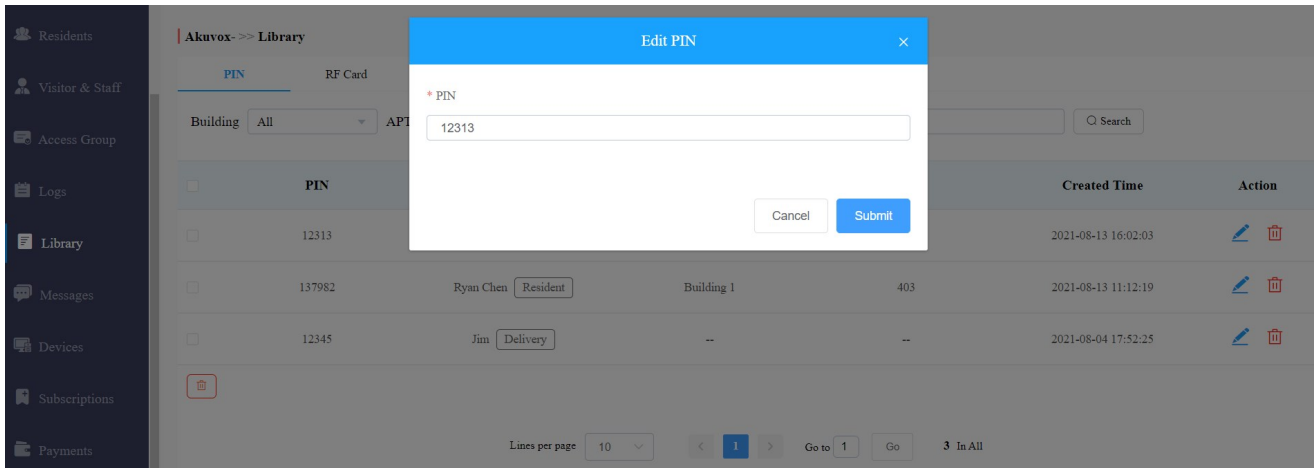 Residents
Visitor & Staff
Access Group
Logs
Library
Messages
Devices
Subscriptions
Payments
Akuvox- >> Library
PIN RF Card
Building All APT
Search
Edit PIN ×
* PIN
12313
Cancel Submit
PIN Created Time Action
12313 2021-08-13 16:02:03
137982 Ryan Chen Resident Building 1 403 2021-08-13 11:12:19
12345 Jim Delivery -- -- 2021-08-04 17:52:25
Lines per page 10 < 1 > Go to 1 Go 3 In All